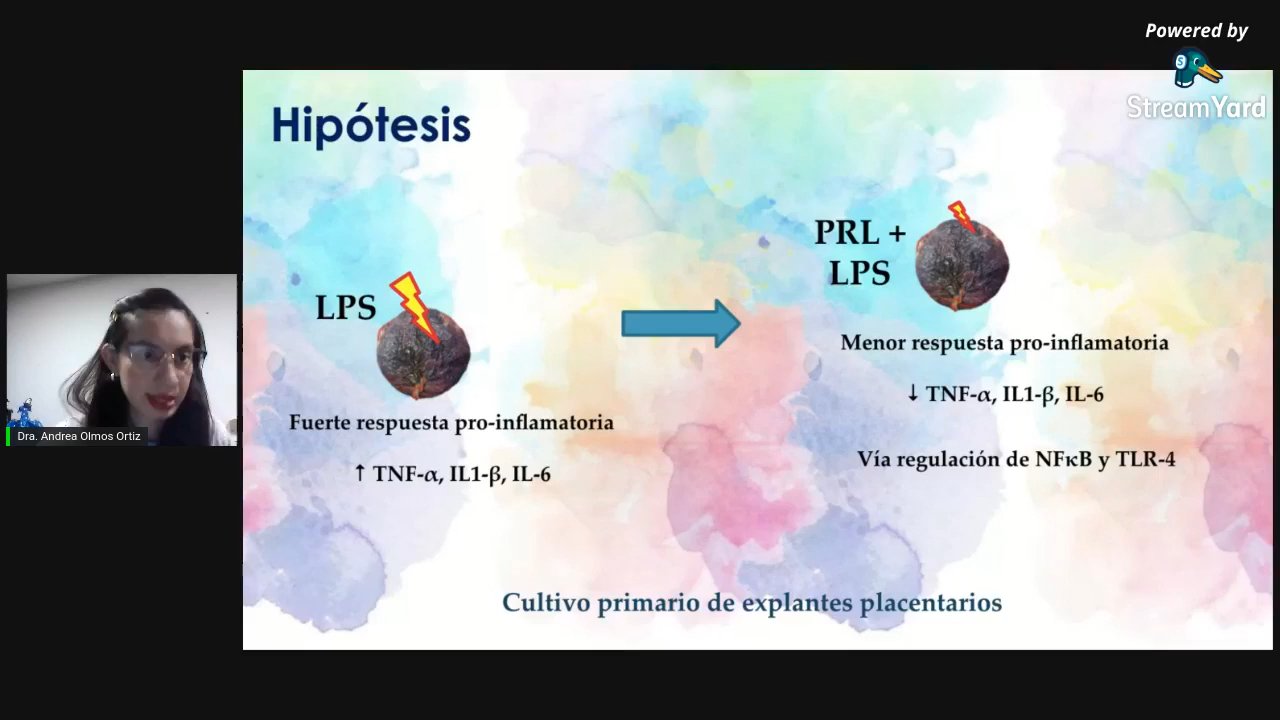 Powered by
StreamYard
Hipótesis
LPS
Fuerte respuesta pro-inflamatoria
↑ TNF-α, IL1-β, IL-6
PRL +
LPS
Menor respuesta pro-inflamatoria
↓ TNF-α, IL1-β, IL-6
Vía regulación de NFκB y TLR-4
Cultivo primario de explantes placentarios
Dra. Andrea Olmos Ortiz